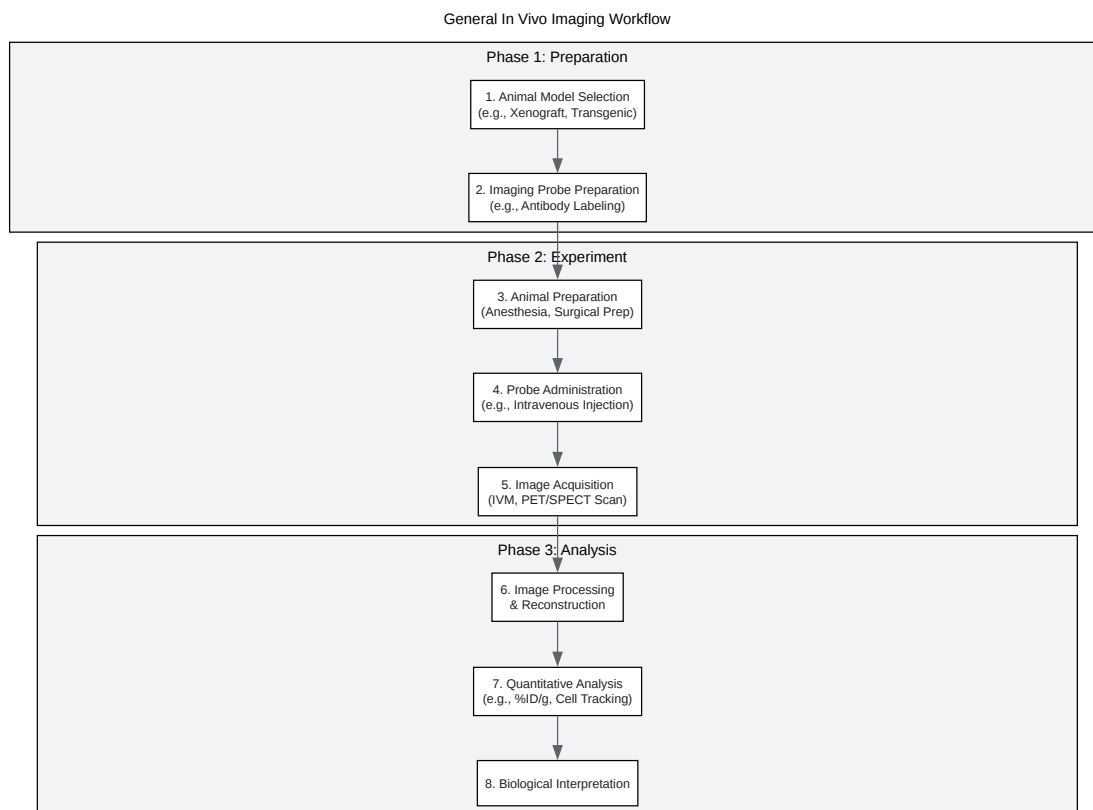 General In Vivo Imaging Workflow
Phase 1: Preparation
1. Animal Model Selection
(e.g., Xenograft, Transgenic)
2. Imaging Probe Preparation
(e.g., Antibody Labeling)
Phase 2: Experiment
3. Animal Preparation
(Anesthesia, Surgical Prep)
4. Probe Administration
(e.g., Intravenous Injection)
5. Image Acquisition
(IVM, PET/SPECT Scan)
Phase 3: Analysis
6. Image Processing
& Reconstruction
7. Quantitative Analysis
(e.g., %ID/g, Cell Tracking)
8. Biological Interpretation